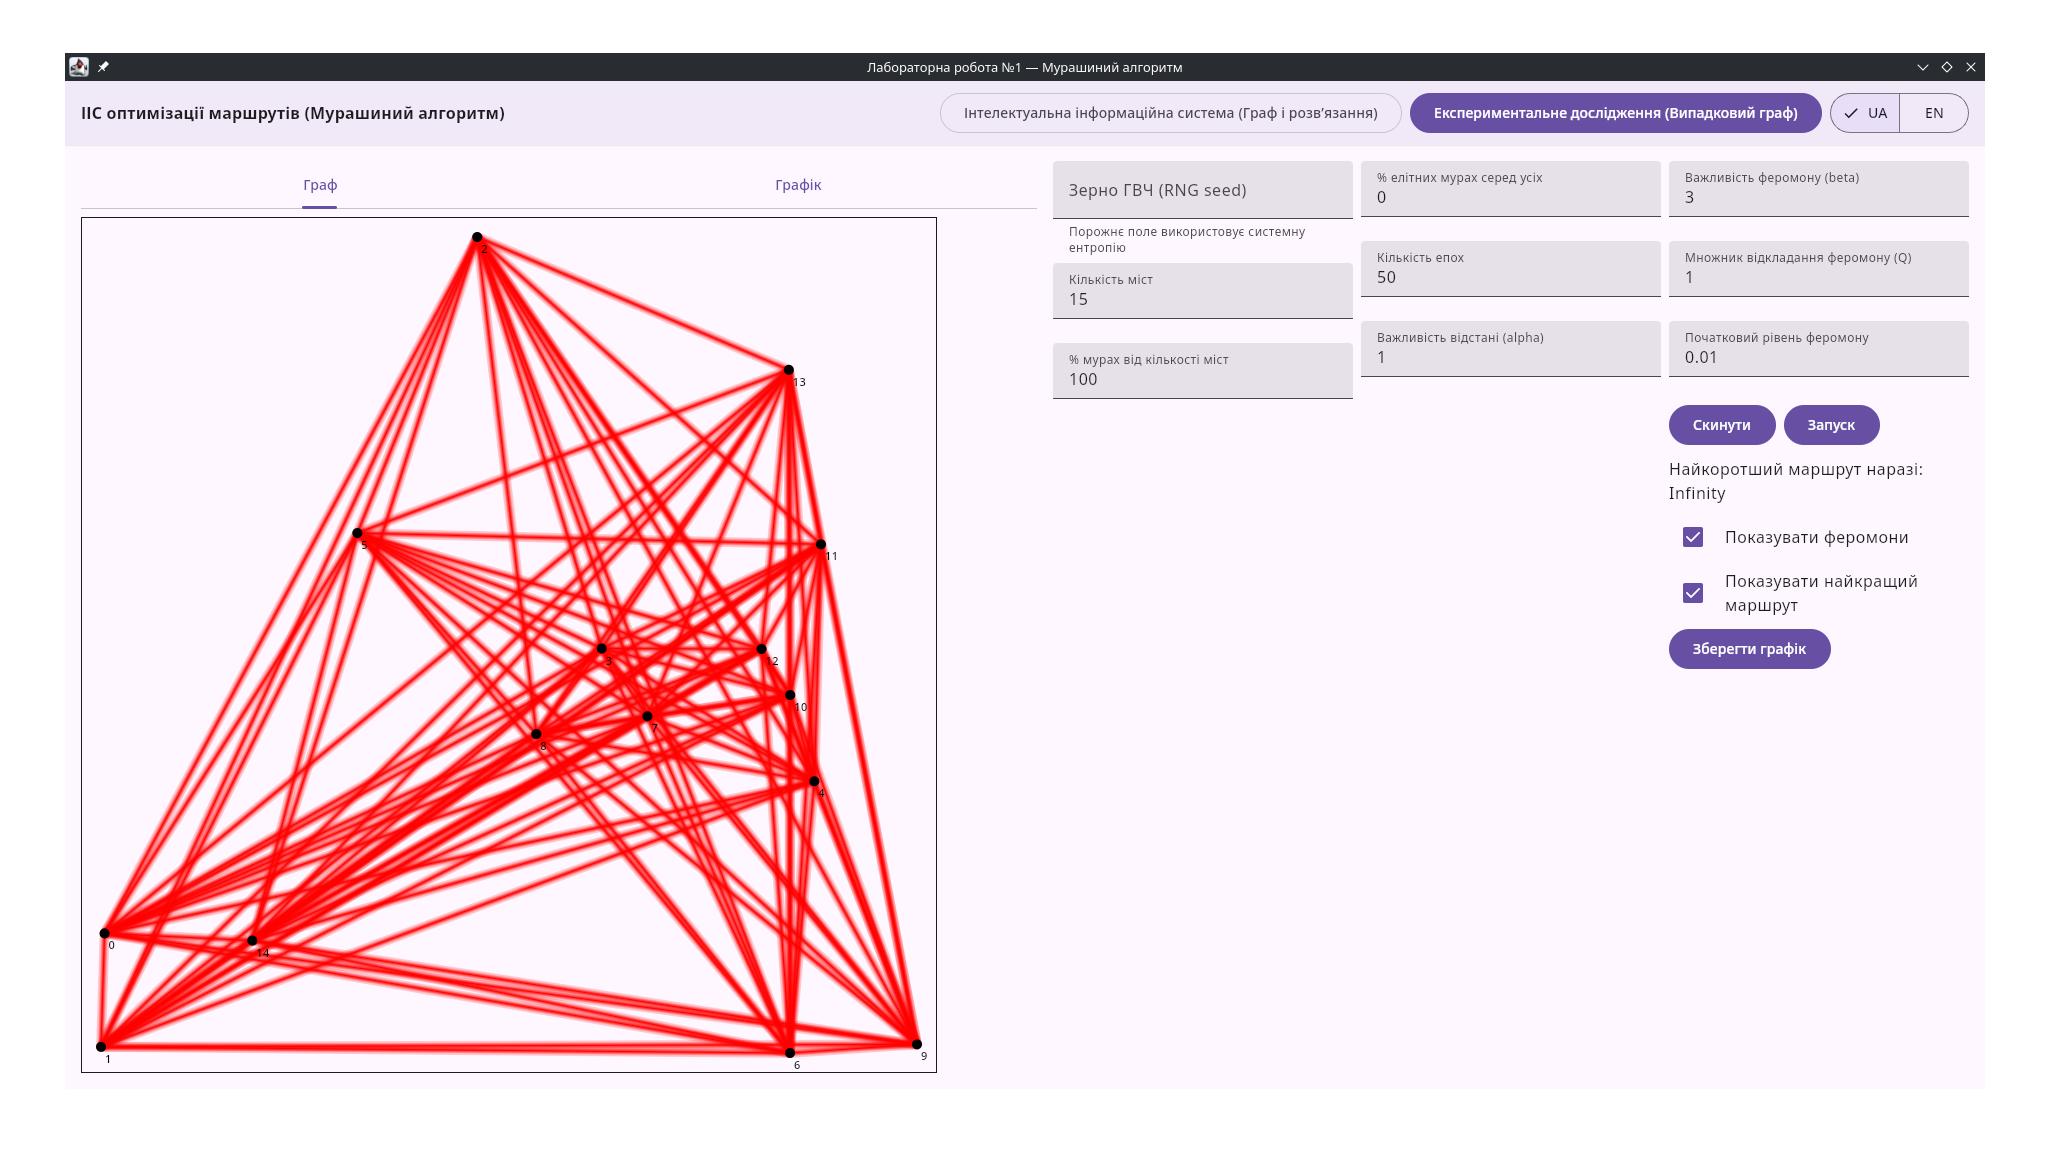 Лабораторна робота №1 — Мурашиний алгоритм
ІІС оптимізації маршрутів (Мурашиний алгоритм)
Інтелектуальна інформаційна система (Граф і розв’язання)
Експериментальне дослідження (Випадковий граф)
UA
EN
Граф
Графік
2
13
5
11
3
12
10
7
8
4
0
14
1
6
9
Зерно ГВЧ (RNG seed)
Порожнє поле використовує системну
ентропію
Кількість міст
15
% мурах від кількості міст
100
% елітних мурах серед усіх
0
Кількість епох
50
Важливість відстані (alpha)
1
Важливість феромону (beta)
3
Множник відкладання феромону (Q)
1
Початковий рівень феромону
0.01
Скинути
Запуск
Найкоротший маршрут наразі:
Infinity
Показувати феромони
Показувати найкращий
маршрут
Зберегти графік